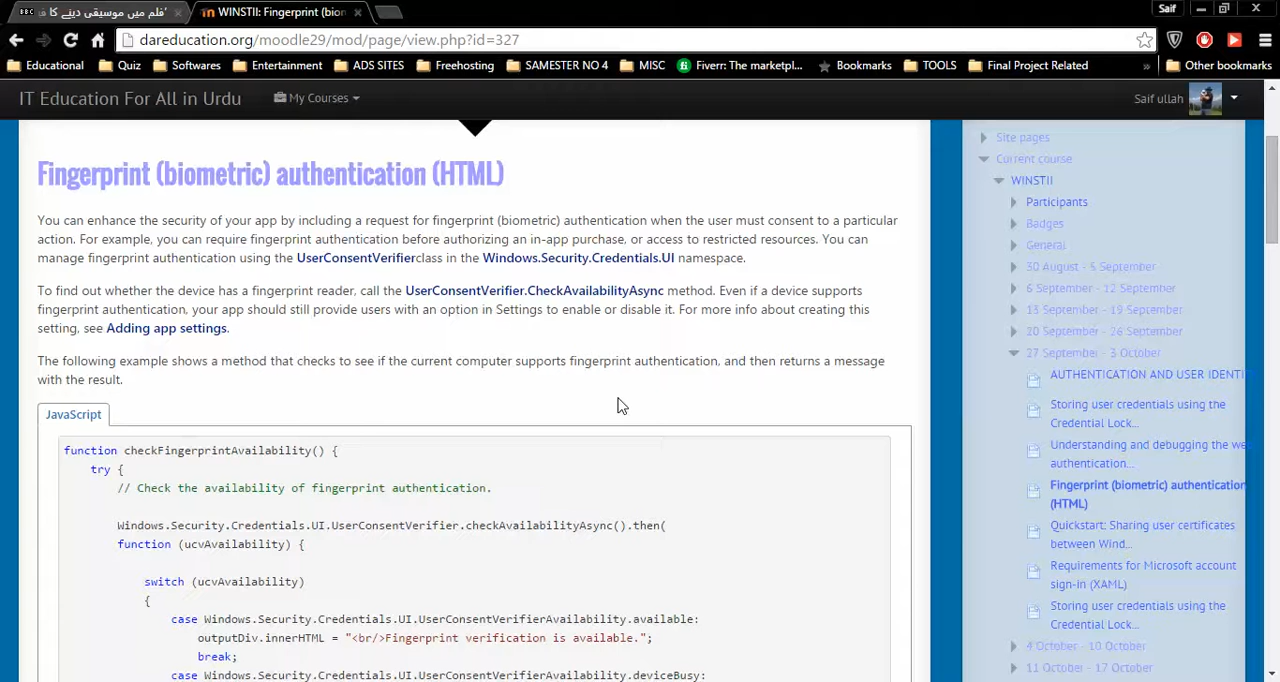 Saif
BBC فلم میں موسیقی دینے کا
WINSTII: Fingerprint (bion
dareducation.org/moodle29/mod/page/view.php?id=327
Educational Quiz Softwares Entertainment ADS SITES Freehosting SAMESTER NO 4 MISC Fiverr: The marketpl... Bookmarks TOOLS Final Project Related » Other bookmarks
IT Education For All in Urdu My Courses Saif ullah
Fingerprint (biometric) authentication (HTML)
You can enhance the security of your app by including a request for fingerprint (biometric) authentication when the user must consent to a particular
action. For example, you can require fingerprint authentication before authorizing an in-app purchase, or access to restricted resources. You can
manage fingerprint authentication using the UserConsentVerifierclass in the Windows.Security.Credentials.UI namespace.
To find out whether the device has a fingerprint reader, call the UserConsentVerifier.CheckAvailabilityAsync method. Even if a device supports
fingerprint authentication, your app should still provide users with an option in Settings to enable or disable it. For more info about creating this
setting, see Adding app settings.
The following example shows a method that checks to see if the current computer supports fingerprint authentication, and then returns a message
with the result.
JavaScript
function checkFingerprintAvailability() {
try {
// Check the availability of fingerprint authentication.
Windows.Security.Credentials.UI.UserConsentVerifier.checkAvailabilityAsync().then(
function (ucvAvailability) {
switch (ucvAvailability)
{
case Windows.Security.Credentials.UI.UserConsentVerifierAvailability.available:
outputDiv.innerHTML = "<br/>Fingerprint verification is available.";
break;
case Windows.Security.Credentials.UI.UserConsentVerifierAvailability.deviceBusy:
Site pages
Current course
WINSTII
Participants
Badges
General
30 August - 5 September
6 September - 12 September
13 September - 19 September
20 September - 26 September
27 September - 3 October
AUTHENTICATION AND USER IDENTI
Storing user credentials using the
Credential Lock...
Understanding and debugging the we
authentication...
Fingerprint (biometric) authentication
(HTML)
Quickstart: Sharing user certificates
between Wind...
Requirements for Microsoft account
sign-in (XAML)
Storing user credentials using the
Credential Lock...
4 October - 10 October
11 October - 17 October